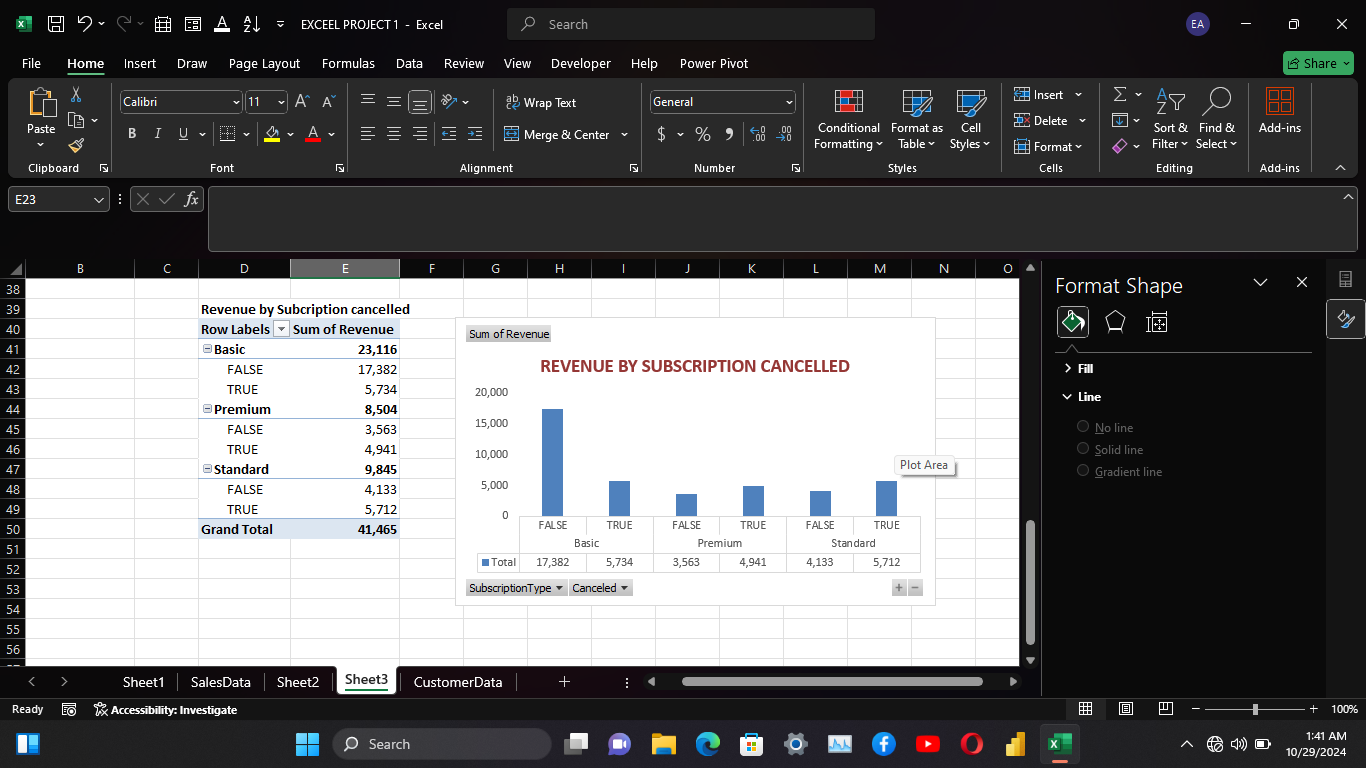 EXCEEL PROJECT 1 - Excel
Search
EA
File Home Insert Draw Page Layout Formulas Data Review View Developer Help Power Pivot
Share
Paste
Clipboard
Calibri 11
B I U
Font
Wrap Text
Merge & Center
Alignment
General
$ % 9
Number
Conditional Formatting
Format as Table
Cell Styles
Styles
Insert
Delete
Format
Cells
Sort & Filter
Find & Select
Editing
Add-ins
Add-ins
E23
fx
B C D E F G H I J K L M N O
38
39 Revenue by Subcription cancelled
40 Row Labels Sum of Revenue
41 Basic 23,116
42 FALSE 17,382
43 TRUE 5,734
44 Premium 8,504
45 FALSE 3,563
46 TRUE 4,941
47 Standard 9,845
48 FALSE 4,133
49 TRUE 5,712
50 Grand Total 41,465
51
52
53
54
55
56
Sum of Revenue
REVENUE BY SUBSCRIPTION CANCELLED
20,000
15,000
10,000
5,000
0
Plot Area
FALSE TRUE FALSE TRUE FALSE TRUE
Basic Premium Standard
Total 17,382 5,734 3,563 4,941 4,133 5,712
SubscriptionType Canceled
Format Shape
Fill
Line
No line
Solid line
Gradient line
Sheet1 SalesData Sheet2 Sheet3 CustomerData
Ready
Accessibility: Investigate
100%
Search
1:41 AM
10/29/2024